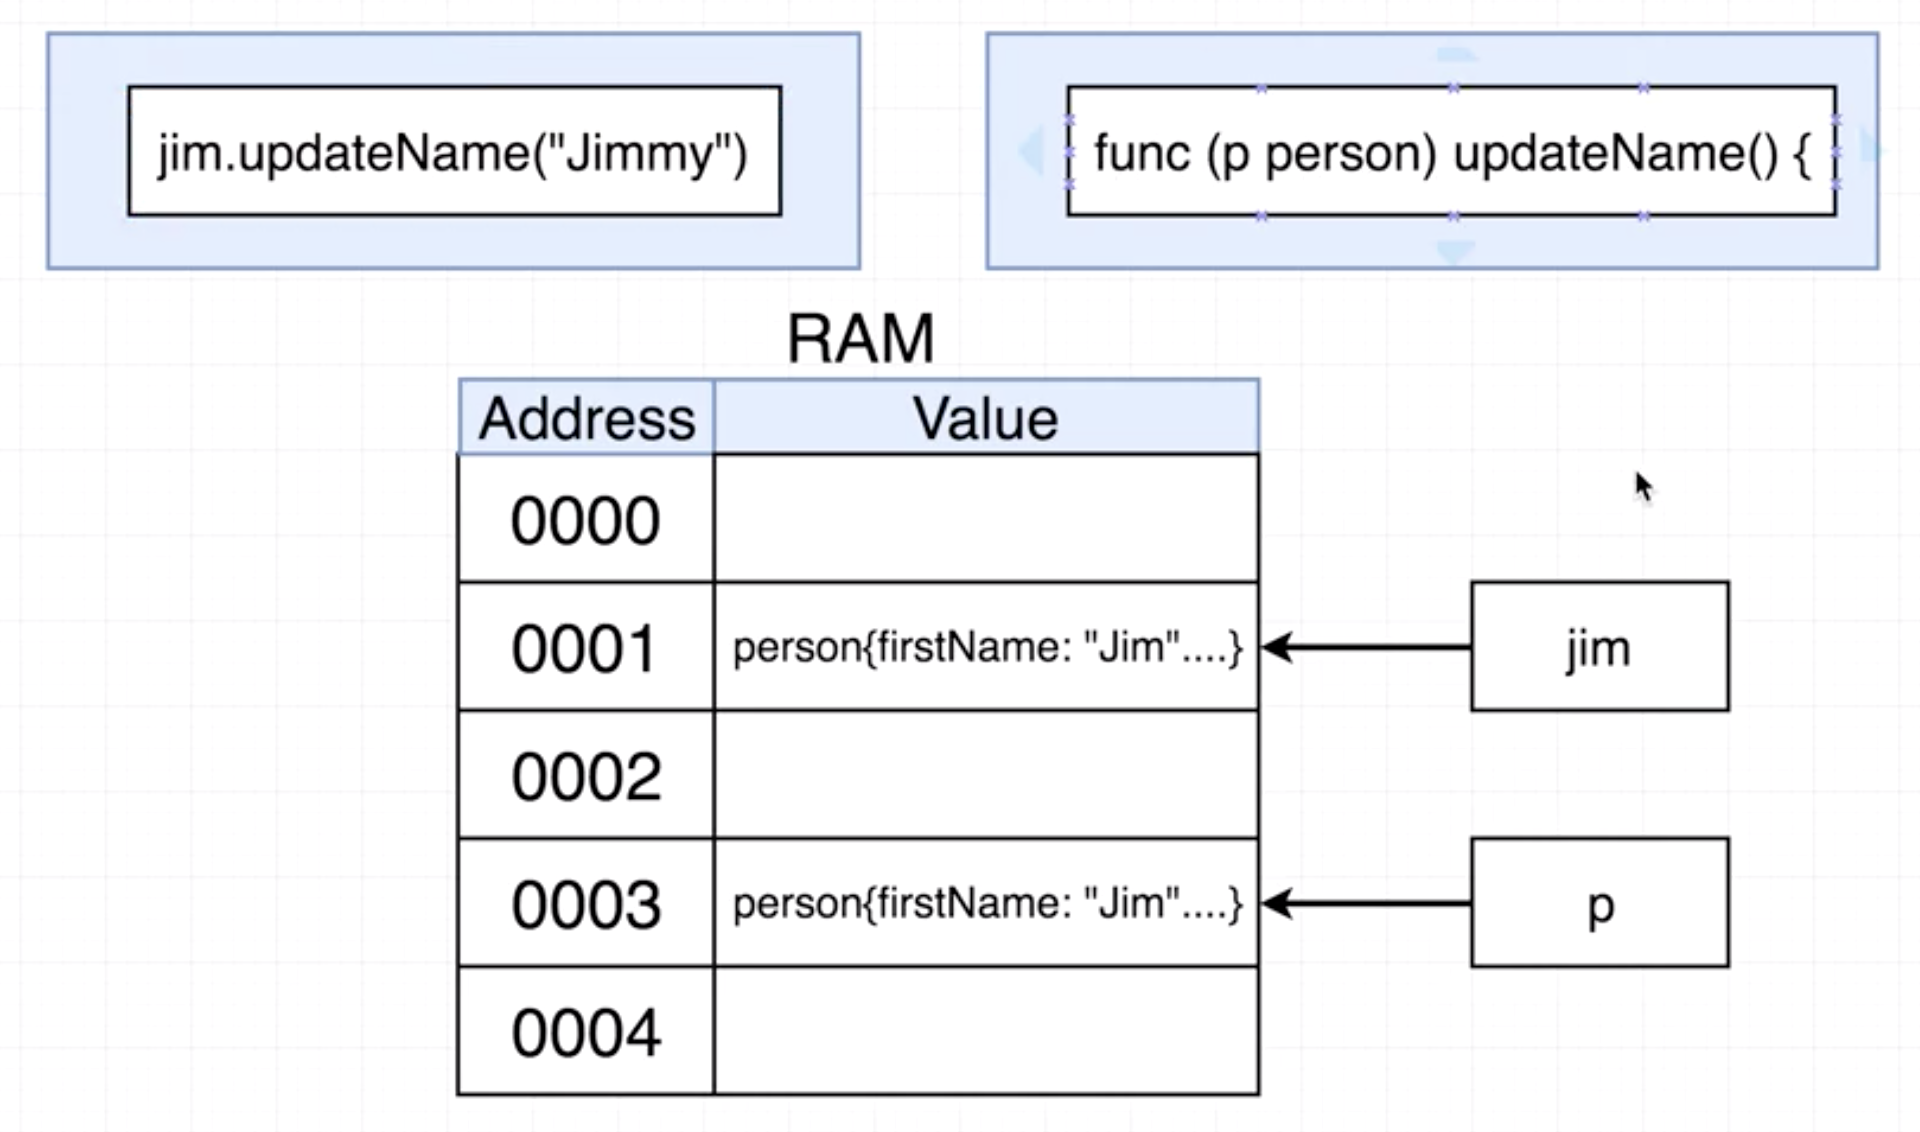 jim.updateName("Jimmy")
func (p person) updateName() {
RAM
Address Value
0000
0001 person{firstName: "Jim"....}
jim
0002
0003 person{firstName: "Jim"....}
p
0004